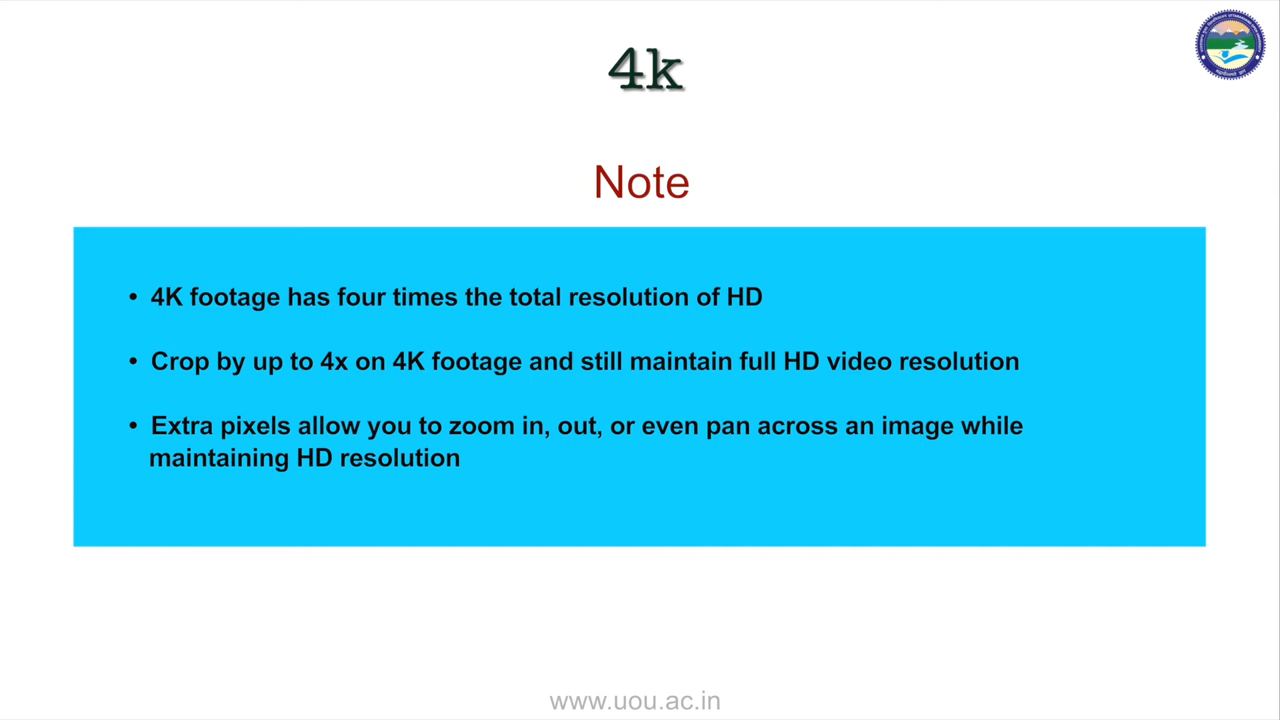 4k
Note
• 4K footage has four times the total resolution of HD
• Crop by up to 4x on 4K footage and still maintain full HD video resolution
• Extra pixels allow you to zoom in, out, or even pan across an image while
maintaining HD resolution
www.uou.ac.in